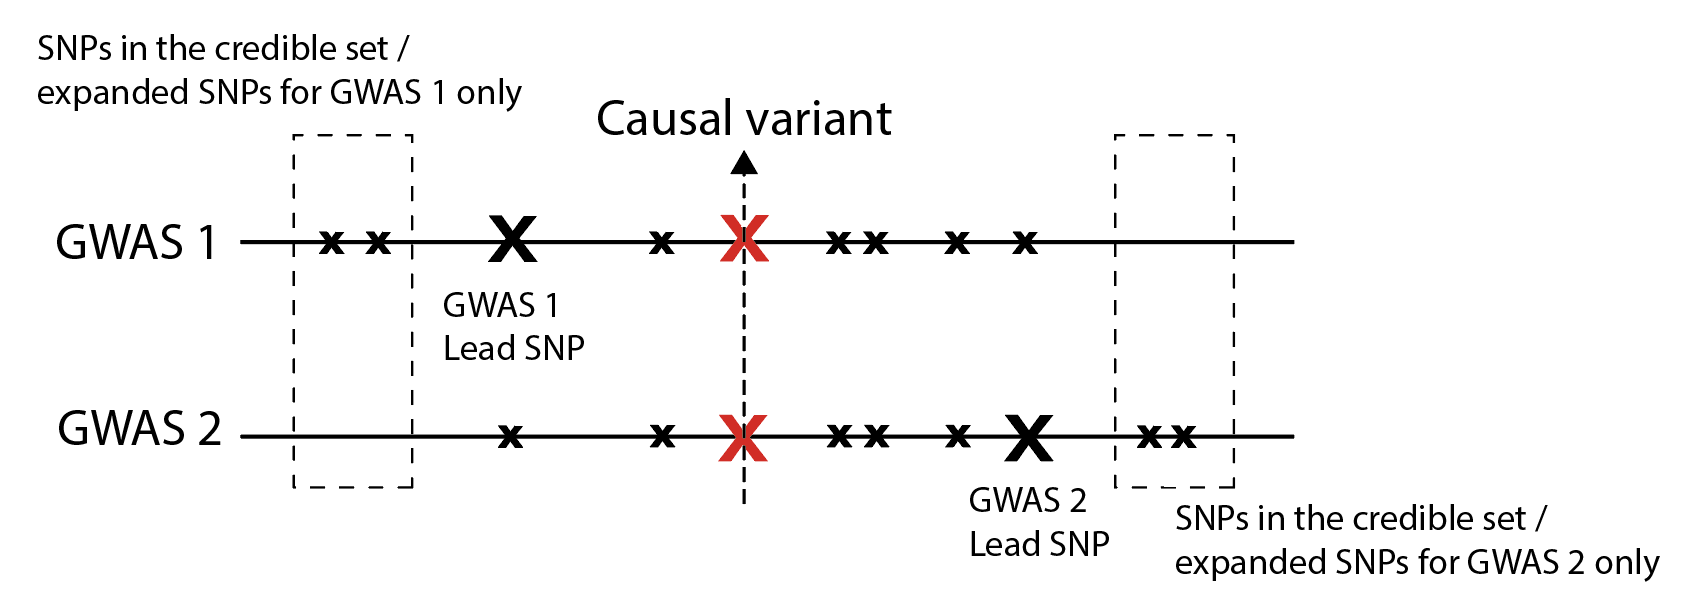 SNPs in the credible set /
expanded SNPs for GWAS 1 only
Causal variant
GWAS 1
GWAS 1
Lead SNP
GWAS 2
GWAS 2
Lead SNP
SNPs in the credible set /
expanded SNPs for GWAS 2 only